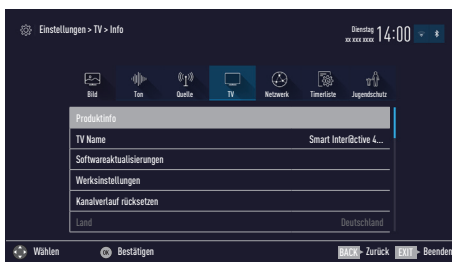 Einstellungen > TV > Info
Dienstag
xx xxx xxxx
14:00
Bild Ton Quelle TV Netzwerk Timerliste Jugendschutz
Produktinfo
TV Name Smart Inter@ctive 4...
Softwareaktualisierungen
Werksinstellungen
Kanalverlauf rücksetzen
Land Deutschland
Wählen OK Bestätigen BACK Zurück EXIT Beenden